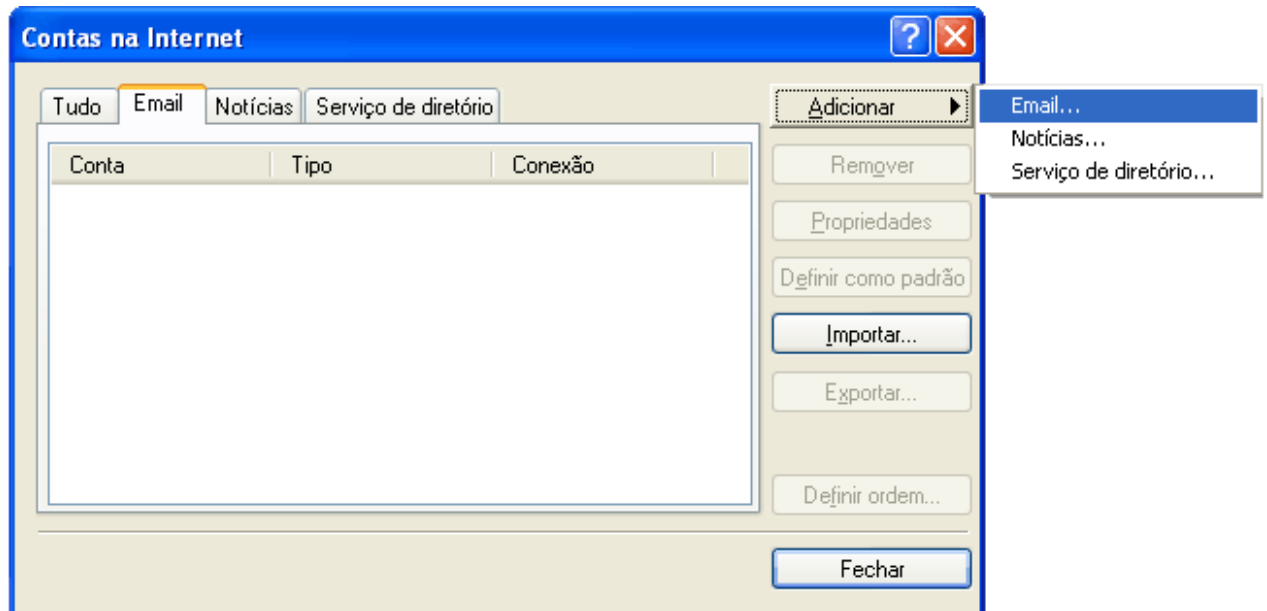 Contas na Internet
Tudo Email Notícias Serviço de diretório
Conta Tipo Conexão
Adicionar
Remover
Propriedades
Definir como padrão
Importar...
Exportar...
Definir ordem...
Fechar
Email...
Notícias...
Serviço de diretório...